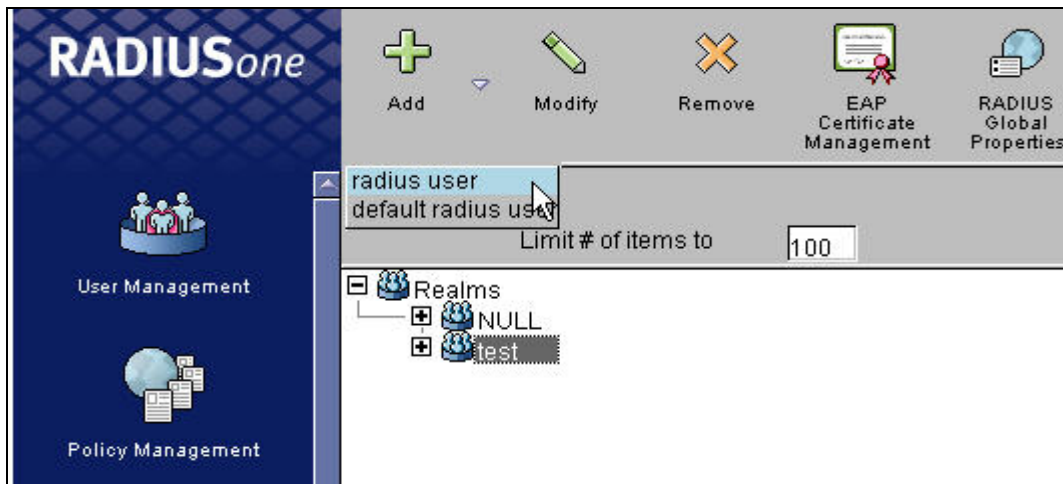 RADIUSone
Add
Modify
Remove
EAP
Certificate
Management
RADIUS
Global
Properties
radius user
default radius user
Limit # of items to
100
User Management
Realms
NULL
test
Policy Management